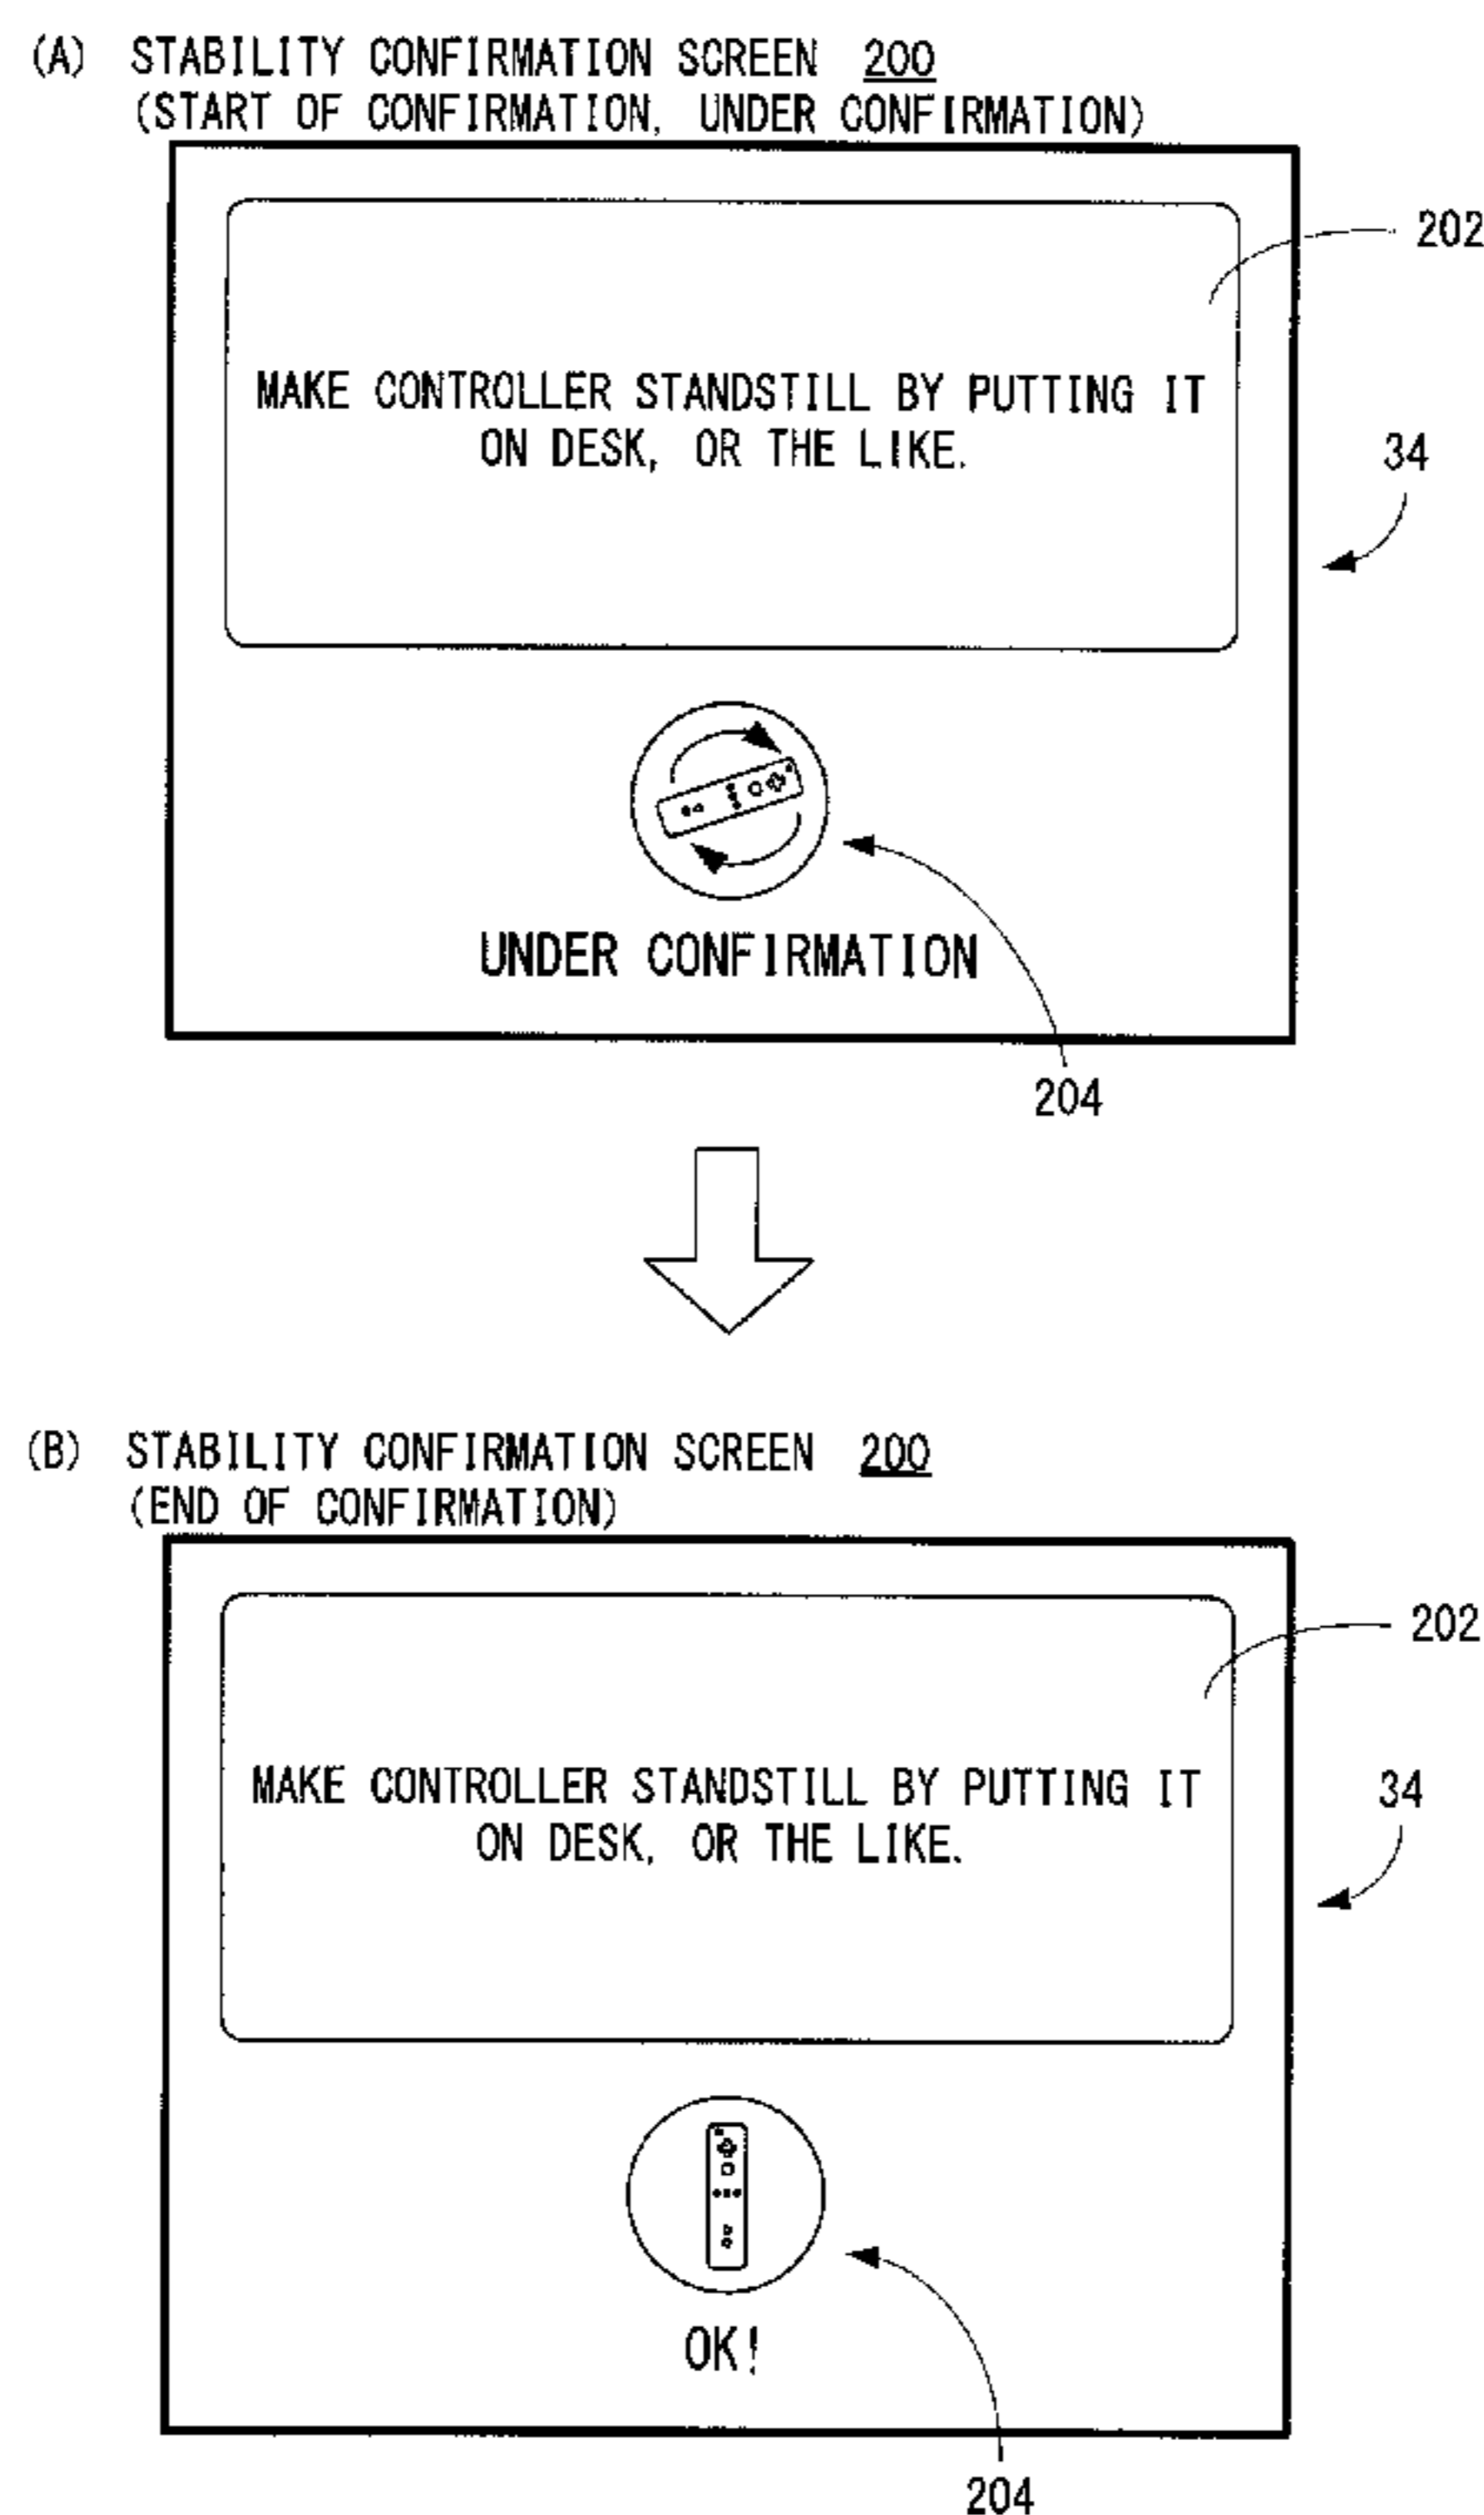 (A) STABILITY CONFIRMATION SCREEN 200
(START OF CONFIRMATION, UNDER CONFIRMATION)
202
MAKE CONTROLLER STANDSTILL BY PUTTING IT
ON DESK, OR THE LIKE.
34
UNDER CONFIRMATION
204
(B) STABILITY CONFIRMATION SCREEN 200
(END OF CONFIRMATION)
202
MAKE CONTROLLER STANDSTILL BY PUTTING IT
ON DESK, OR THE LIKE.
34
OK!
204